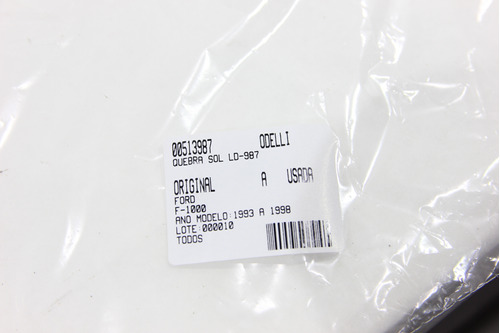 00513987 ODELLI
QUEBRA SOL LD-987
ORIGINAL A USADA
FORD
F-1000
ANO MODELO:1993 A 1998
LOTE:000010
TODOS